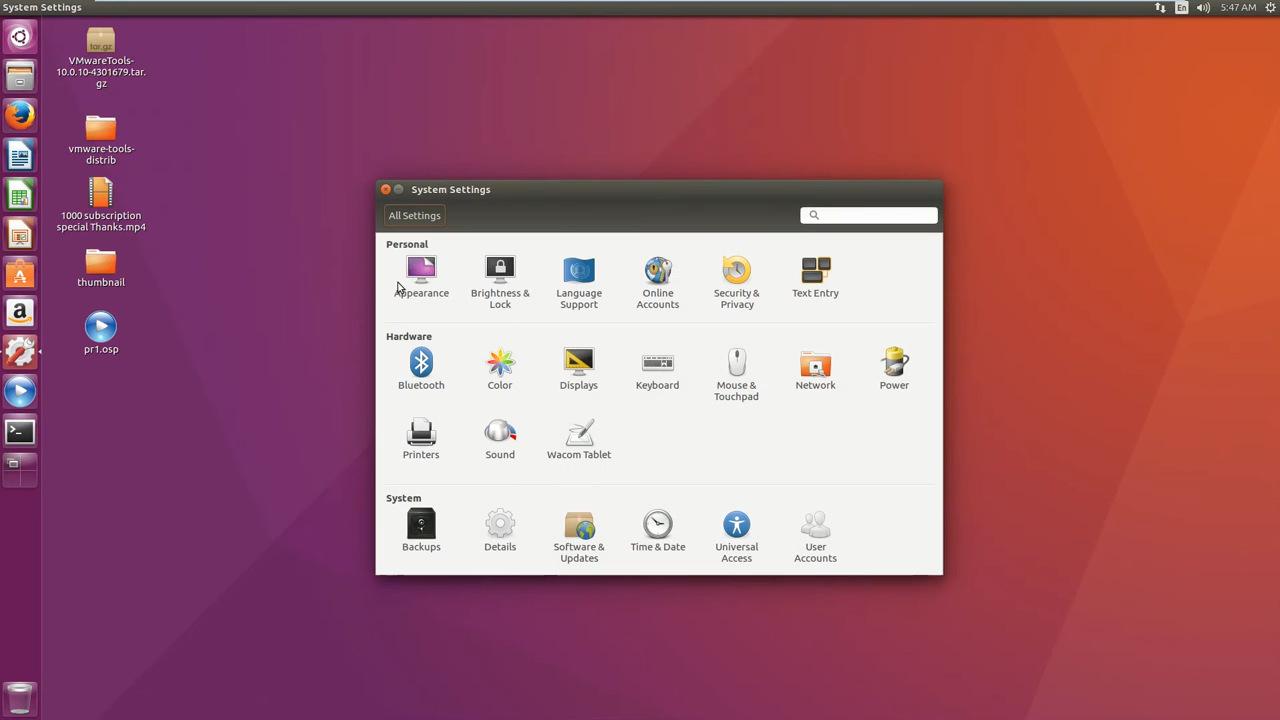 System Settings
En
5:47 AM
tar.gz
VMwareTools-
10.0.10-4301679.tar.
gz
vmware-tools-
distrib
1000 subscription
special Thanks.mp4
thumbnail
pr1.osp
System Settings
All Settings
Personal
Appearance
Brightness &
Lock
Language
Support
Online
Accounts
Security &
Privacy
Text Entry
Hardware
Bluetooth
Color
Displays
Keyboard
Mouse &
Touchpad
Network
Power
Printers
Sound
Wacom Tablet
System
Backups
Details
Software &
Updates
Time & Date
Universal
Access
User
Accounts